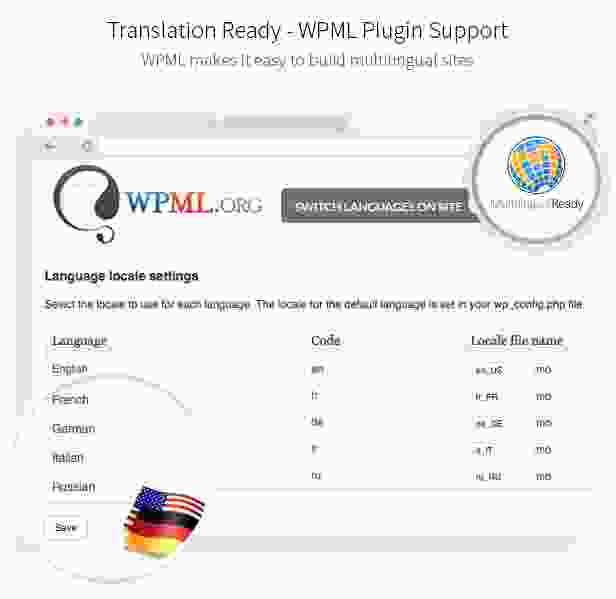 Translation Ready - WPML Plugin Support
WPML makes it easy to build multilingual sites
WPML.ORG
SWITCH LANGUAGES ON SITE
Multilingual Ready
Language locale settings
Select the locale to use for each language. The locale for the default language is set in your wp_config.php file
Language Code Locale file name
English en en_US mo
French fr fr_FR mo
German de mo
Italian it_IT mo
Russian ru ru_RU mo
Save